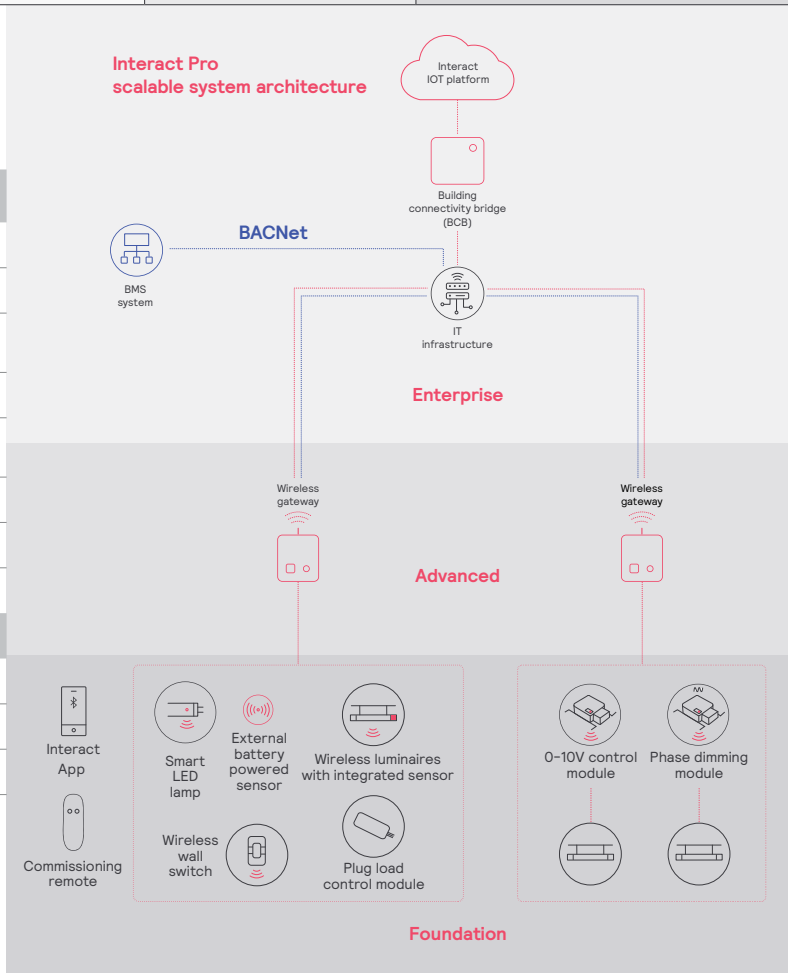 Interact Pro
scalable system architecture
Interact
IOT platform
Building
connectivity bridge
(BCB)
BACNet
BMS
system
IT
infrastructure
Enterprise
Wireless
gateway
Wireless
gateway
Advanced
Interact
App
Smart
LED
lamp
External
battery
powered
sensor
Wireless luminaires
with integrated sensor
0-10V control
module
Phase dimming
module
Commissioning
remote
Wireless
wall
switch
Plug load
control module
Foundation